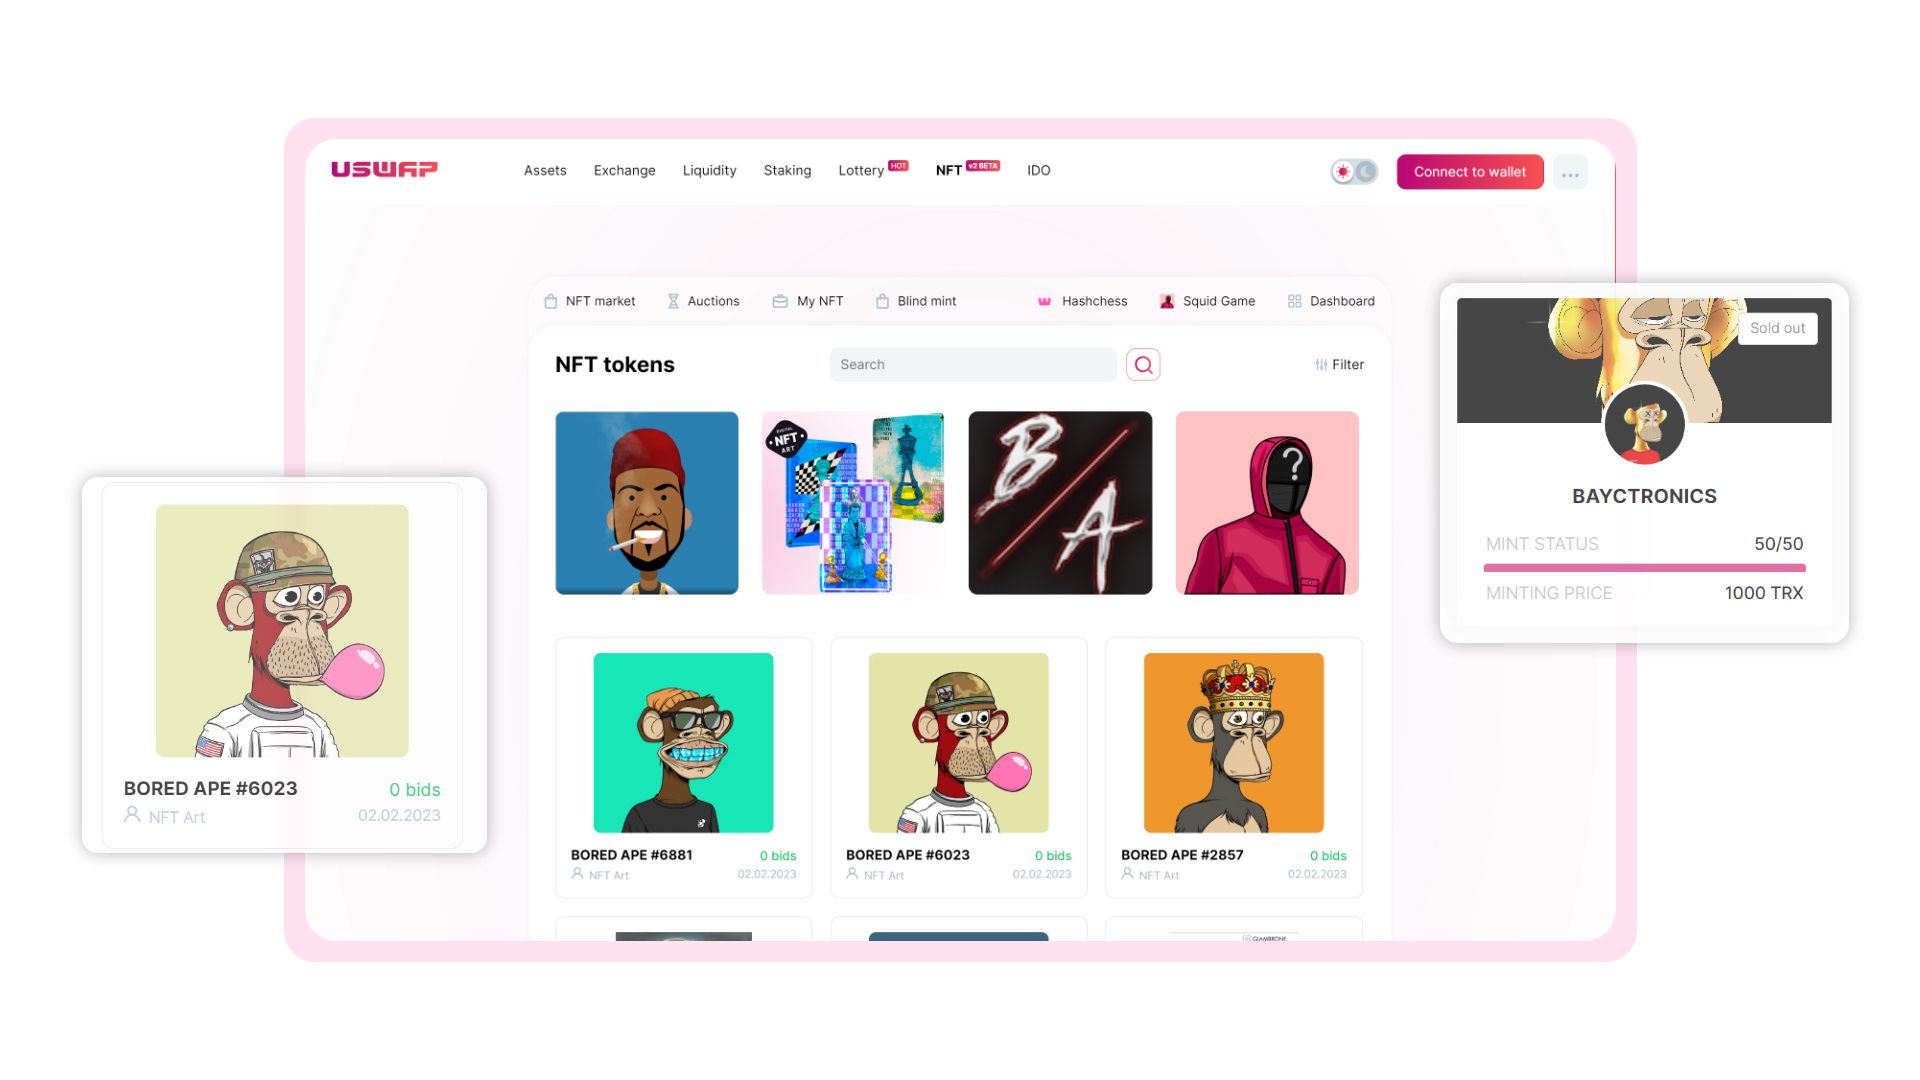 USWAP
Assets Exchange Liquidity Staking Lottery HOT NFT v2 BETA IDO
Connect to wallet ...
NFT market Auctions My NFT Blind mint Hashchess Squid Game Dashboard
NFT tokens
Search
Filter
DIGITAL
NFT
ART
B/A
?
BORED APE #6881 0 bids
NFT Art 02.02.2023
BORED APE #6023 0 bids
NFT Art 02.02.2023
BORED APE #2857 0 bids
NFT Art 02.02.2023
GIAMBRONE
BORED APE #6023 0 bids
NFT Art 02.02.2023
Sold out
BAYCTRONICS
MINT STATUS 50/50
MINTING PRICE 1000 TRX